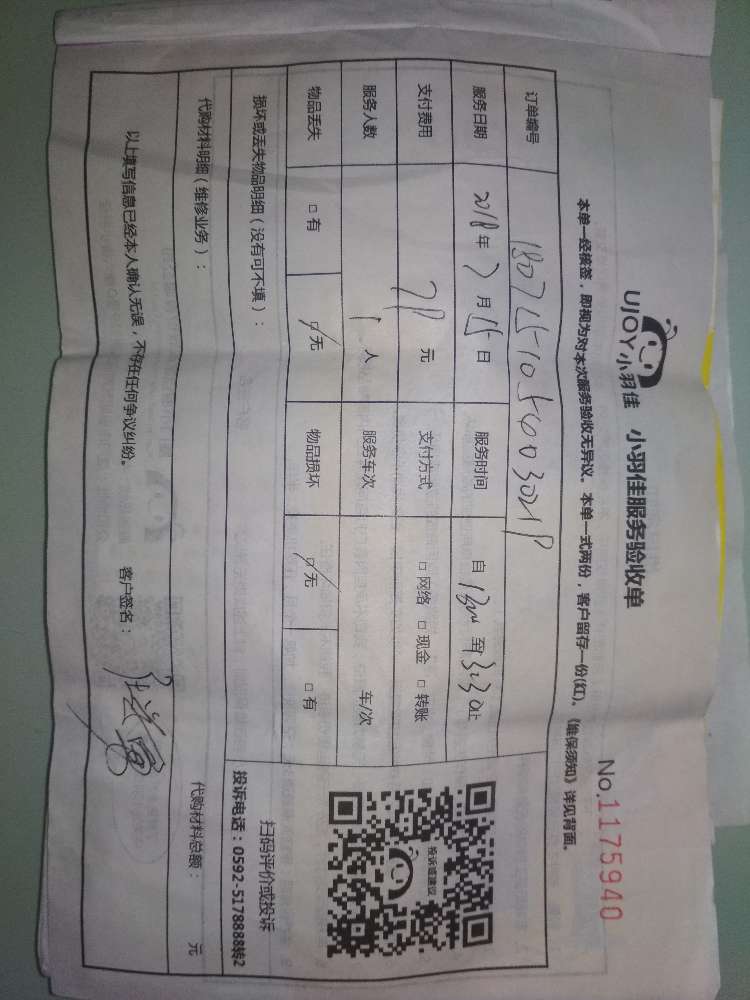 UJOY小羽佳 小羽佳服务验收单
No.1175940
本单一经核签，即视为对本次服务验收无异议。本单一式两份，客户留存一份(红)。《维保须知》详见背面。
订单编号
服务日期 2018年7月15日 服务时间 自 至3:30止
支付费用 元 支付方式 □网络 □现金 □转账
服务人数 1人 服务车次 车/次
物品丢失 □有 □无 物品损坏 □无 □有
投诉或建议
扫码评价或投诉
投诉电话：0592-5178888转2
损坏或丢失物品明细（没有可不填）：
代购材料明细（维修业务）： 代购材料总额： 元
以上填写信息已经本人确认无误，不存在任何争议纠纷。 客户签名：